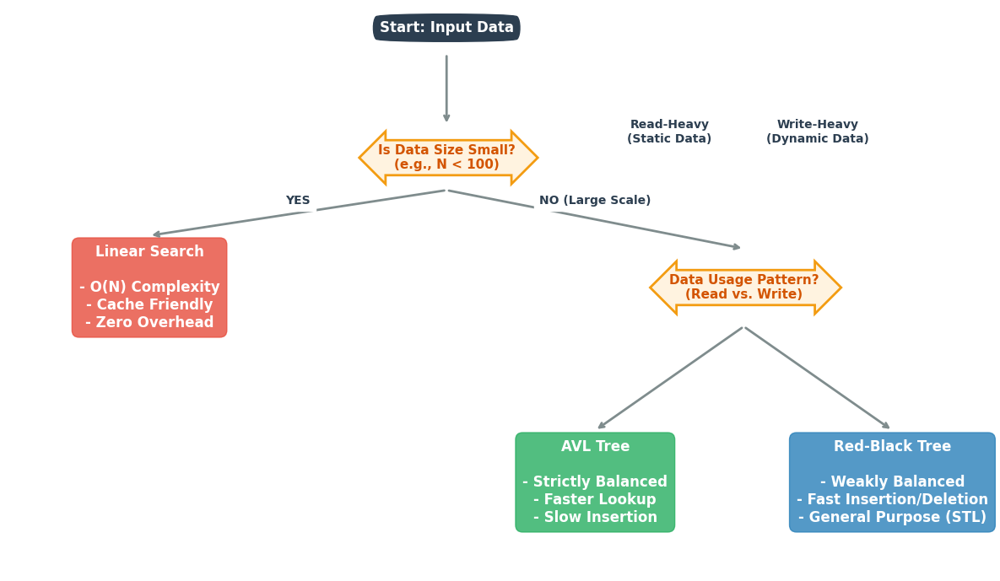 Start: Input Data
Read-Heavy
(Static Data)
Write-Heavy
(Dynamic Data)
Is Data Size Small?
(e.g., N < 100)
YES
NO (Large Scale)
Linear Search
- O(N) Complexity
- Cache Friendly
- Zero Overhead
Data Usage Pattern?
(Read vs. Write)
AVL Tree
- Strictly Balanced
- Faster Lookup
- Slow Insertion
Red-Black Tree
- Weakly Balanced
- Fast Insertion/Deletion
- General Purpose (STL)